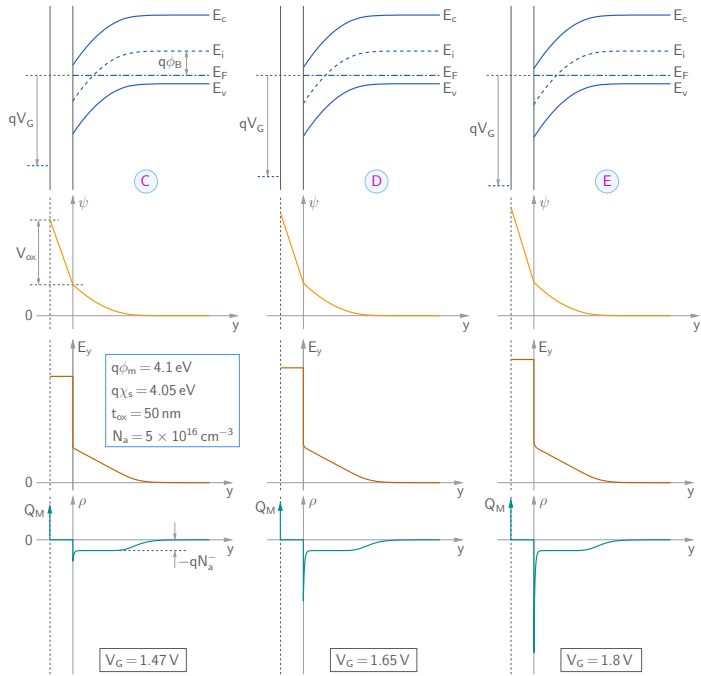 E_c
E_i
qϕ_B
E_F
E_v
qV_G
C
E_c
E_i
E_F
E_v
qV_G
D
E_c
E_i
E_F
E_v
qV_G
E
ψ
V_ox
0
y
ψ
y
ψ
y
E_y
qϕ_m = 4.1 eV
qχ_s = 4.05 eV
t_ox = 50 nm
N_a = 5 × 10^16 cm^−3
0
y
E_y
y
E_y
y
Q_M
ρ
0
y
−qN_a^−
Q_M
ρ
y
Q_M
ρ
y
V_G = 1.47 V
V_G = 1.65 V
V_G = 1.8 V